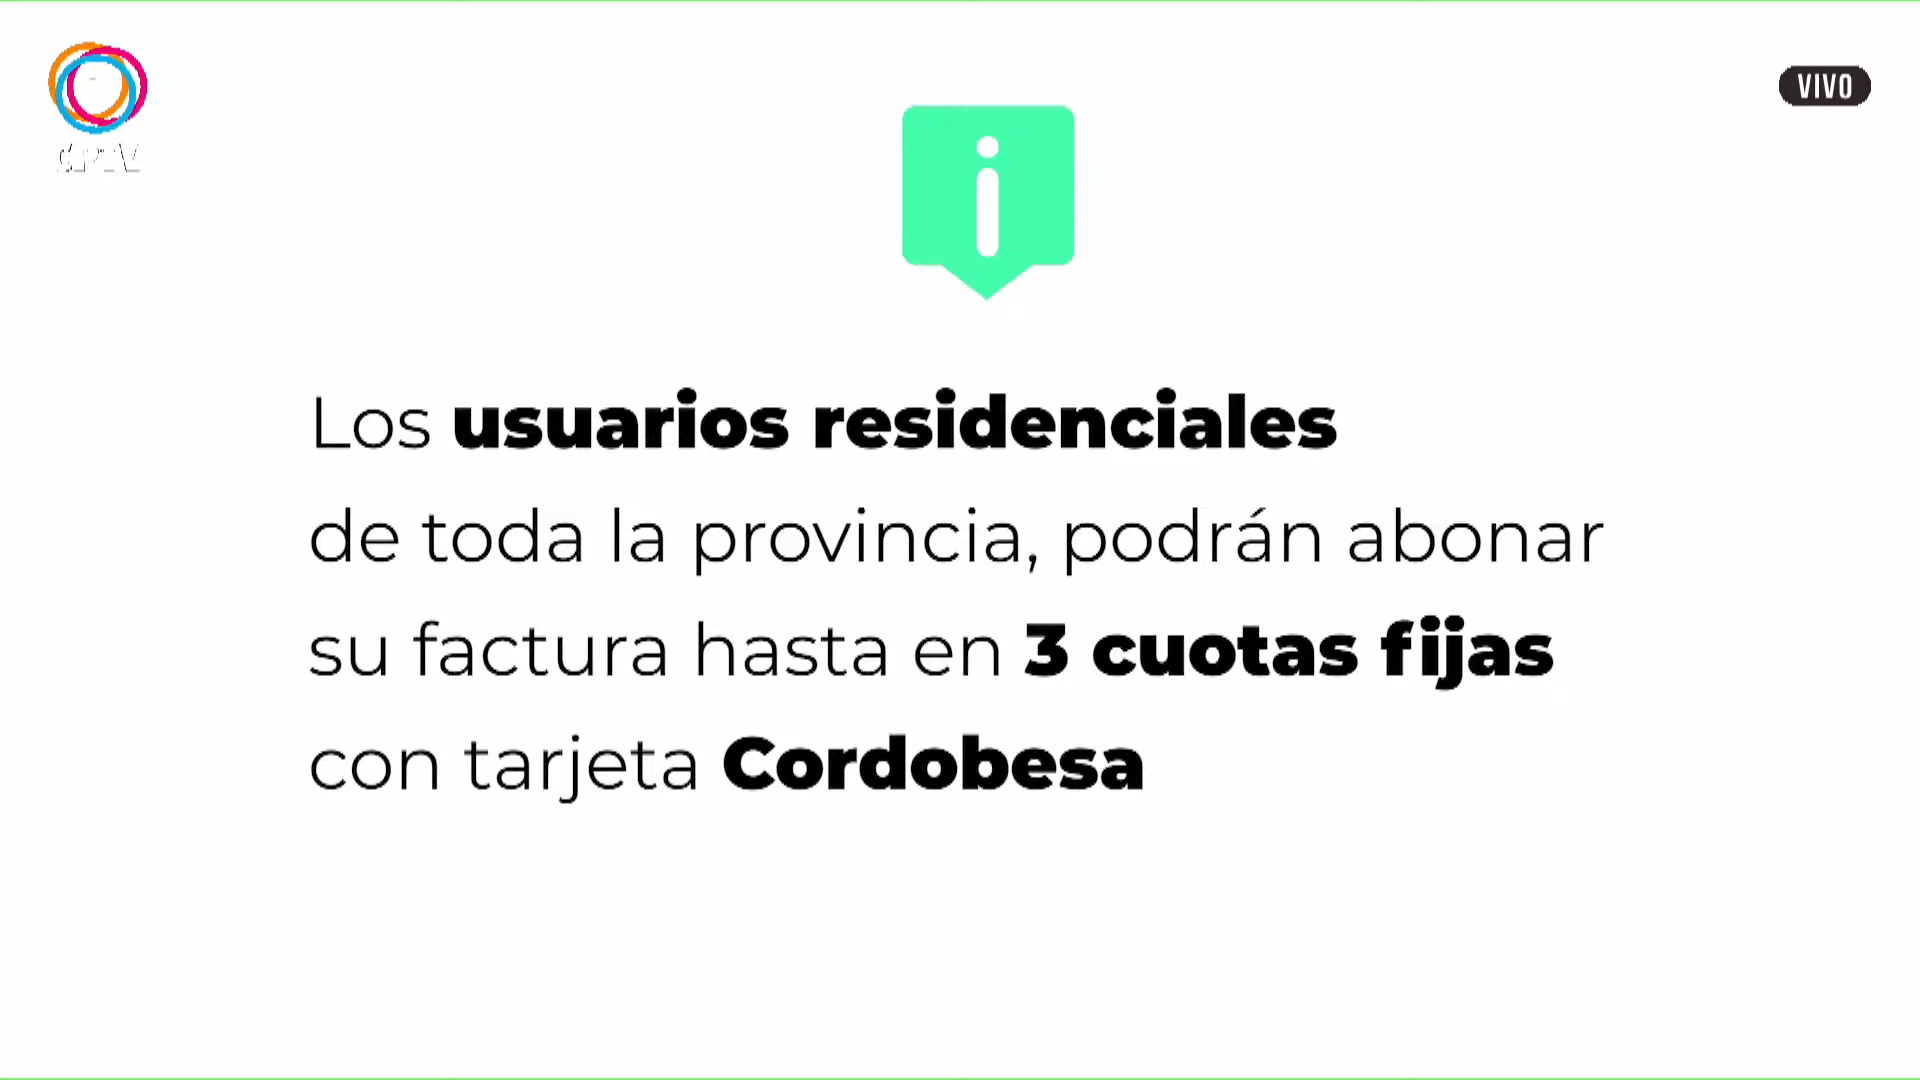 VIVO
i
Los usuarios residenciales
de toda la provincia, podrán abonar
su factura hasta en 3 cuotas fijas
con tarjeta Cordobesa